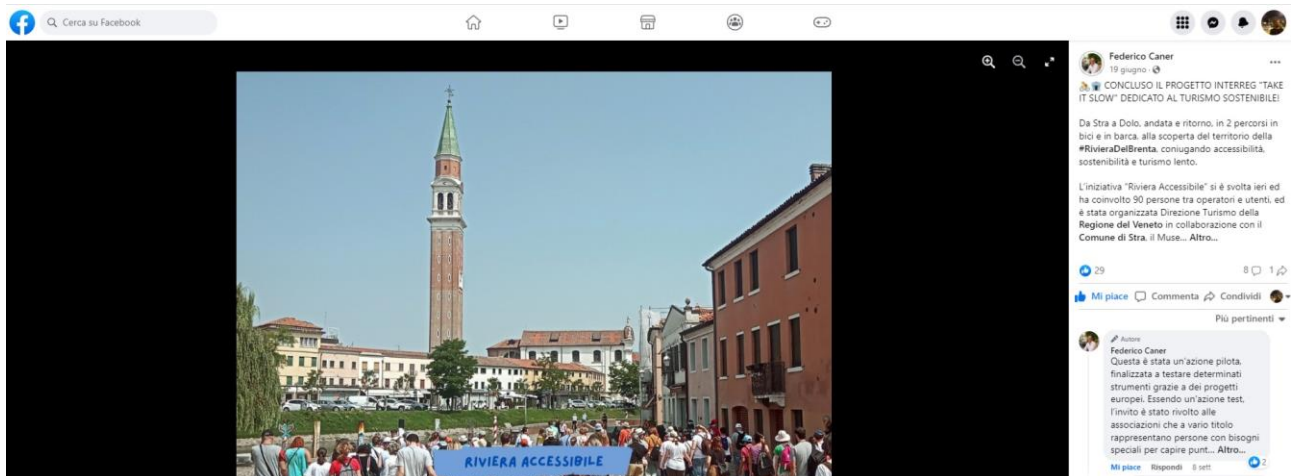 Cerca su Facebook
Federico Caner
19 giugno ·
CONCLUSO IL PROGETTO INTERREG "TAKE
IT SLOW" DEDICATO AL TURISMO SOSTENIBILE!
Da Stra a Dolo, andata e ritorno, in 2 percorsi in
bici e in barca, alla scoperta del territorio della
#RivieraDelBrenta, coniugando accessibilità,
sostenibilità e turismo lento.
L'iniziativa "Riviera Accessibile" si è svolta ieri ed
ha coinvolto 90 persone tra operatori e utenti, ed
è stata organizzata Direzione Turismo della
Regione del Veneto in collaborazione con il
Comune di Stra, il Muse... Altro...
29 8 1
Mi piace Commenta Condividi
Più pertinenti
Autore
Federico Caner
Questa è stata un'azione pilota,
finalizzata a testare determinati
strumenti grazie a dei progetti
europei. Essendo un'azione test,
l'invito è stato rivolto alle
associazioni che a vario titolo
rappresentano persone con bisogni
speciali per capire punt... Altro...
2
Mi piace Rispondi 8 sett
RIVIERA ACCESSIBILE